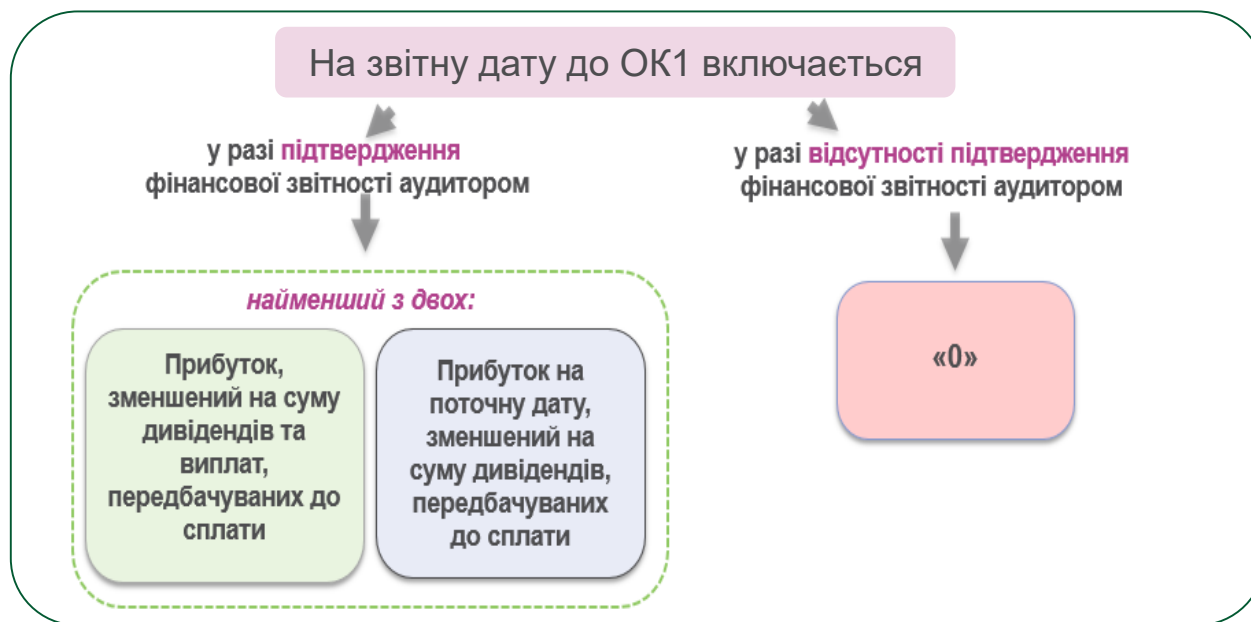 На звітну дату до ОК1 включається
у разі підтвердження
фінансової звітності аудитором
у разі відсутності підтвердження
фінансової звітності аудитором
найменший з двох:
Прибуток,
зменшений на суму
дивідендів та
виплат,
передбачуваних до
сплати
Прибуток на
поточну дату,
зменшений на
суму дивідендів,
передбачуваних
до сплати
«0»